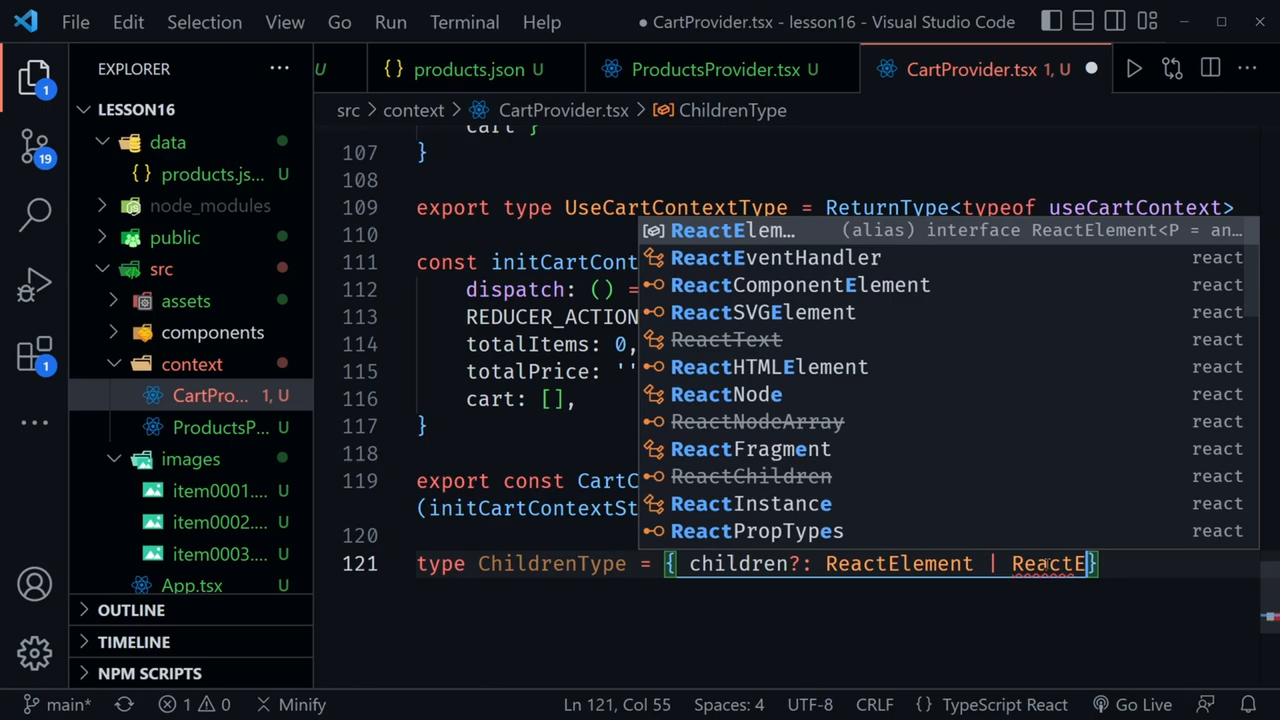 File Edit Selection View Go Run Terminal Help ● CartProvider.tsx - lesson16 - Visual Studio Code
EXPLORER ...
U
{} products.json U
ProductsProvider.tsx U
CartProvider.tsx 1, U
1
19
1
LESSON16
data
products.js... U
node_modules
public
src
assets
components
context
CartPro... 1, U
ProductsP... U
images
item0001.... U
item0002.... U
item0003.... U
App.tsx U
OUTLINE
TIMELINE
NPM SCRIPTS
src > context > CartProvider.tsx > ChildrenType
cart }
107 }
108
109 export type UseCartContextType = ReturnType<typeof useCartContext>
110
111 const initCartCont
112 dispatch: () =
113 REDUCER_ACTION
114 totalItems: 0,
115 totalPrice: ''
116 cart: [],
117 }
118
119 export const CartC
(initCartContextSt
120
121 type ChildrenType = { children?: ReactElement | ReactE}
ReactElem... (alias) interface ReactElement<P = an...
ReactEventHandler react
ReactComponentElement react
ReactSVGElement react
ReactText react
ReactHTMLElement react
ReactNode react
ReactNodeArray react
ReactFragment react
ReactChildren react
ReactInstance react
ReactPropTypes react
main* 1 0 Minify Ln 121, Col 55 Spaces: 4 UTF-8 CRLF {} TypeScript React Go Live